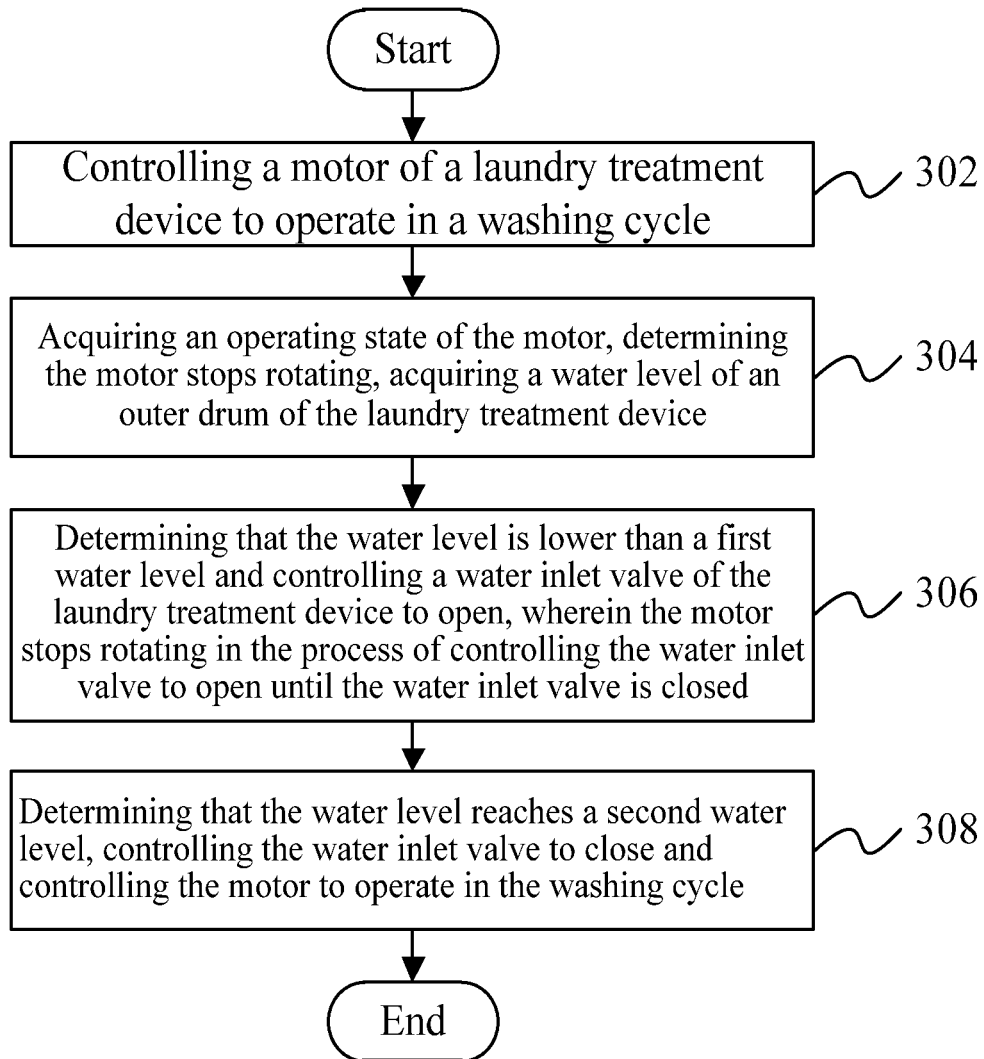 Start
Controlling a motor of a laundry treatment
device to operate in a washing cycle
302
Acquiring an operating state of the motor, determining
the motor stops rotating, acquiring a water level of an
outer drum of the laundry treatment device
304
Determining that the water level is lower than a first
water level and controlling a water inlet valve of the
laundry treatment device to open, wherein the motor
stops rotating in the process of controlling the water inlet
valve to open until the water inlet valve is closed
306
Determining that the water level reaches a second water
level, controlling the water inlet valve to close and
controlling the motor to operate in the washing cycle
308
End